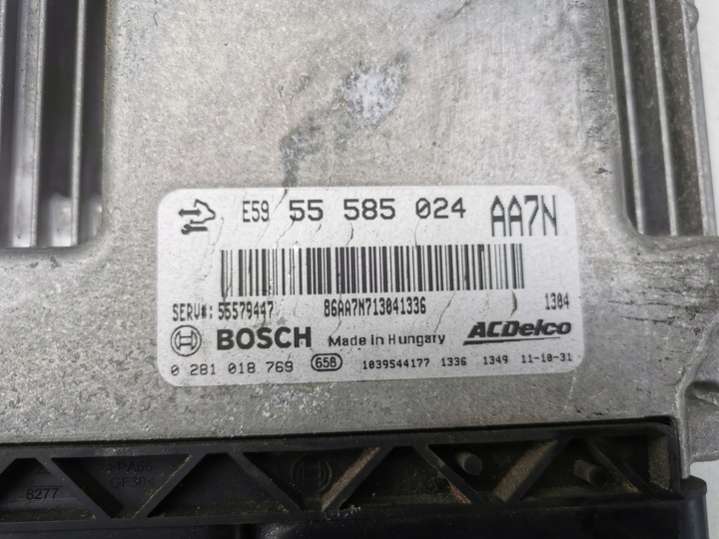 E59 55 585 024 AA7N
SERV#: 55579447 86AA7N713041336 1304
BOSCH Made in Hungary ACDelco
0 281 018 769 658 1039544177 1336 1349 11-10-31
8277